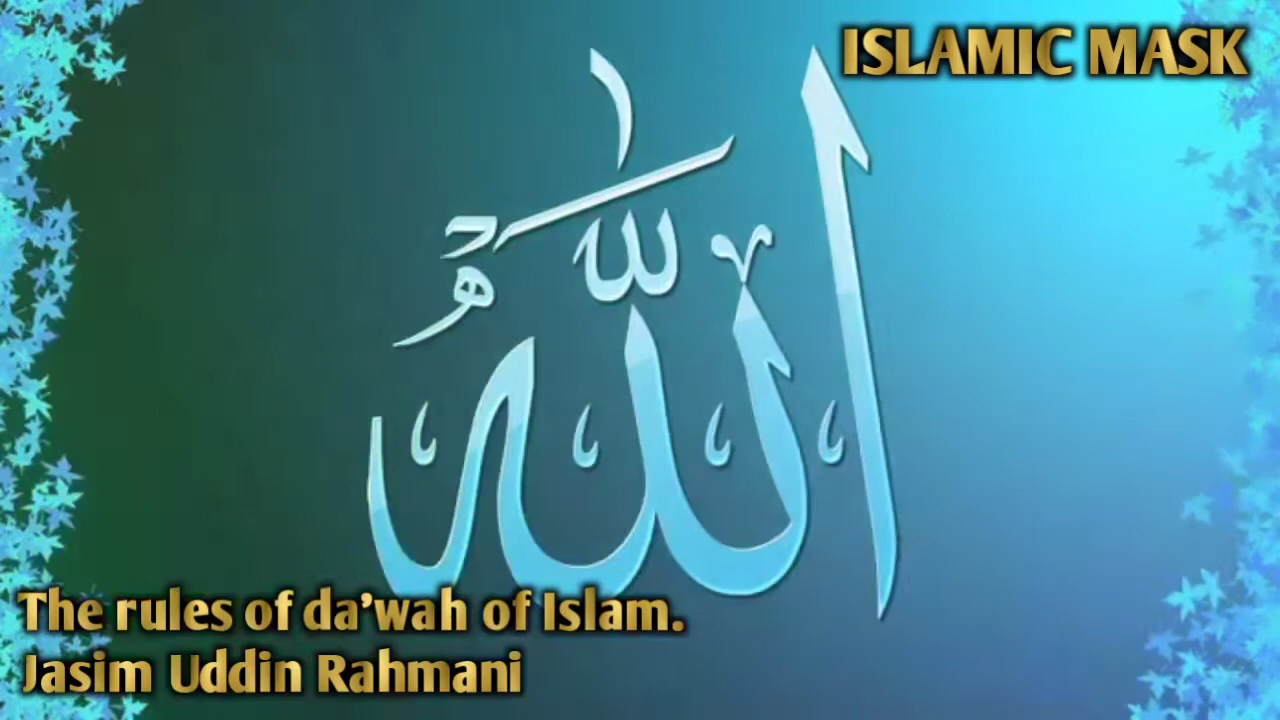 ISLAMIC MASK
الله
The rules of da'wah of Islam.
Jasim Uddin Rahmani